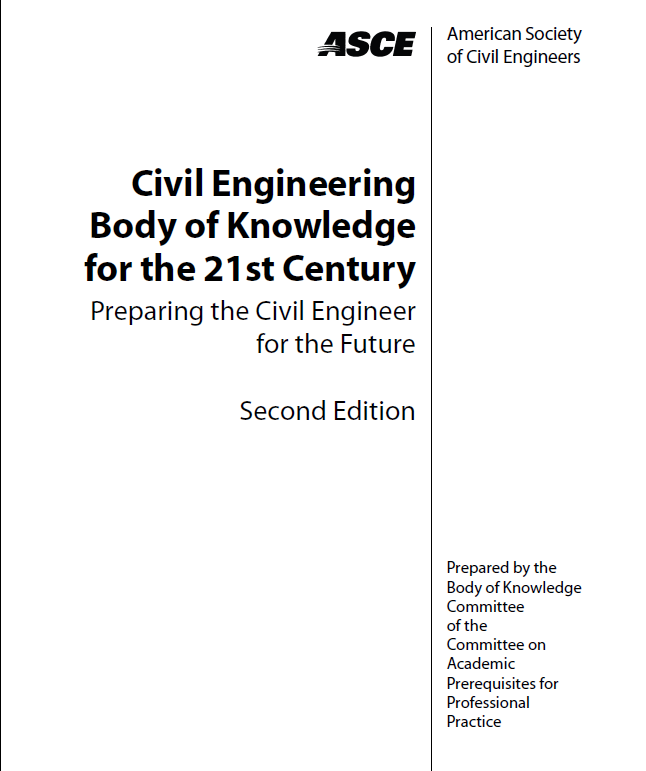 ASCE
American Society
of Civil Engineers
Civil Engineering
Body of Knowledge
for the 21st Century
Preparing the Civil Engineer
for the Future
Second Edition
Prepared by the
Body of Knowledge
Committee
of the
Committee on
Academic
Prerequisites for
Professional
Practice